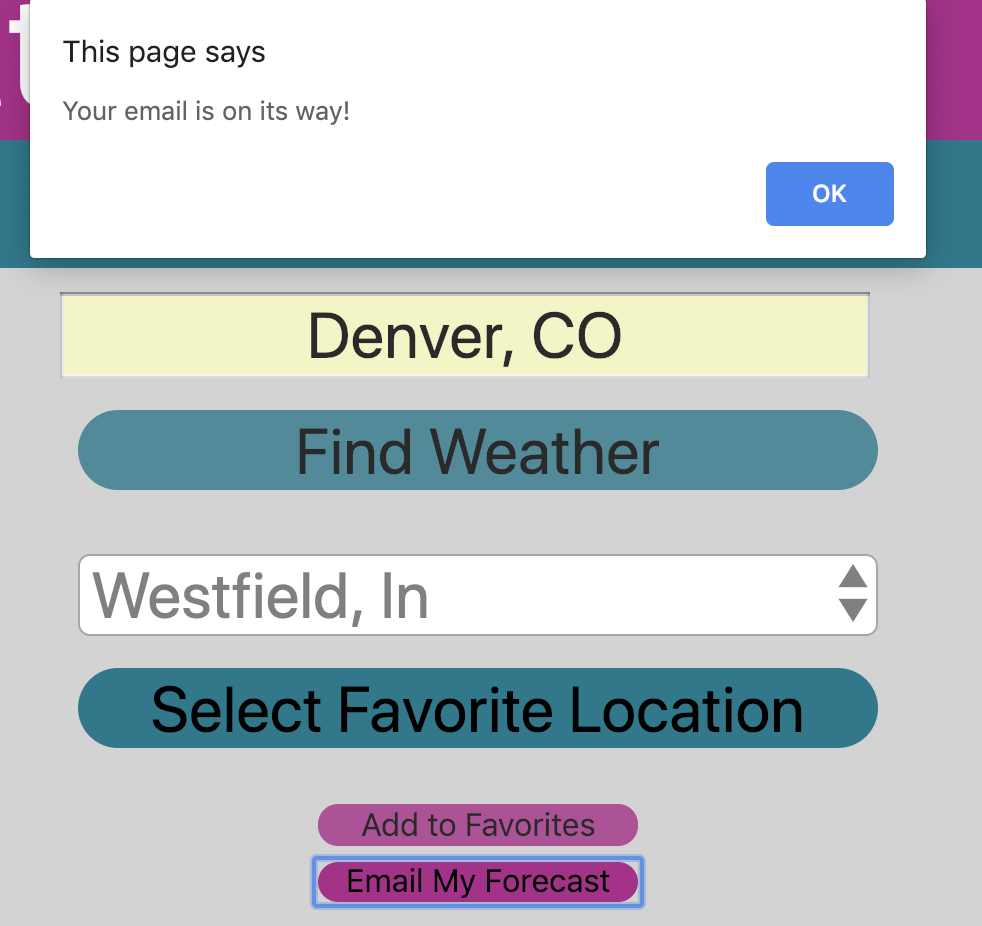 This page says
Your email is on its way!
OK
Denver, CO
Find Weather
Westfield, In
Select Favorite Location
Add to Favorites
Email My Forecast